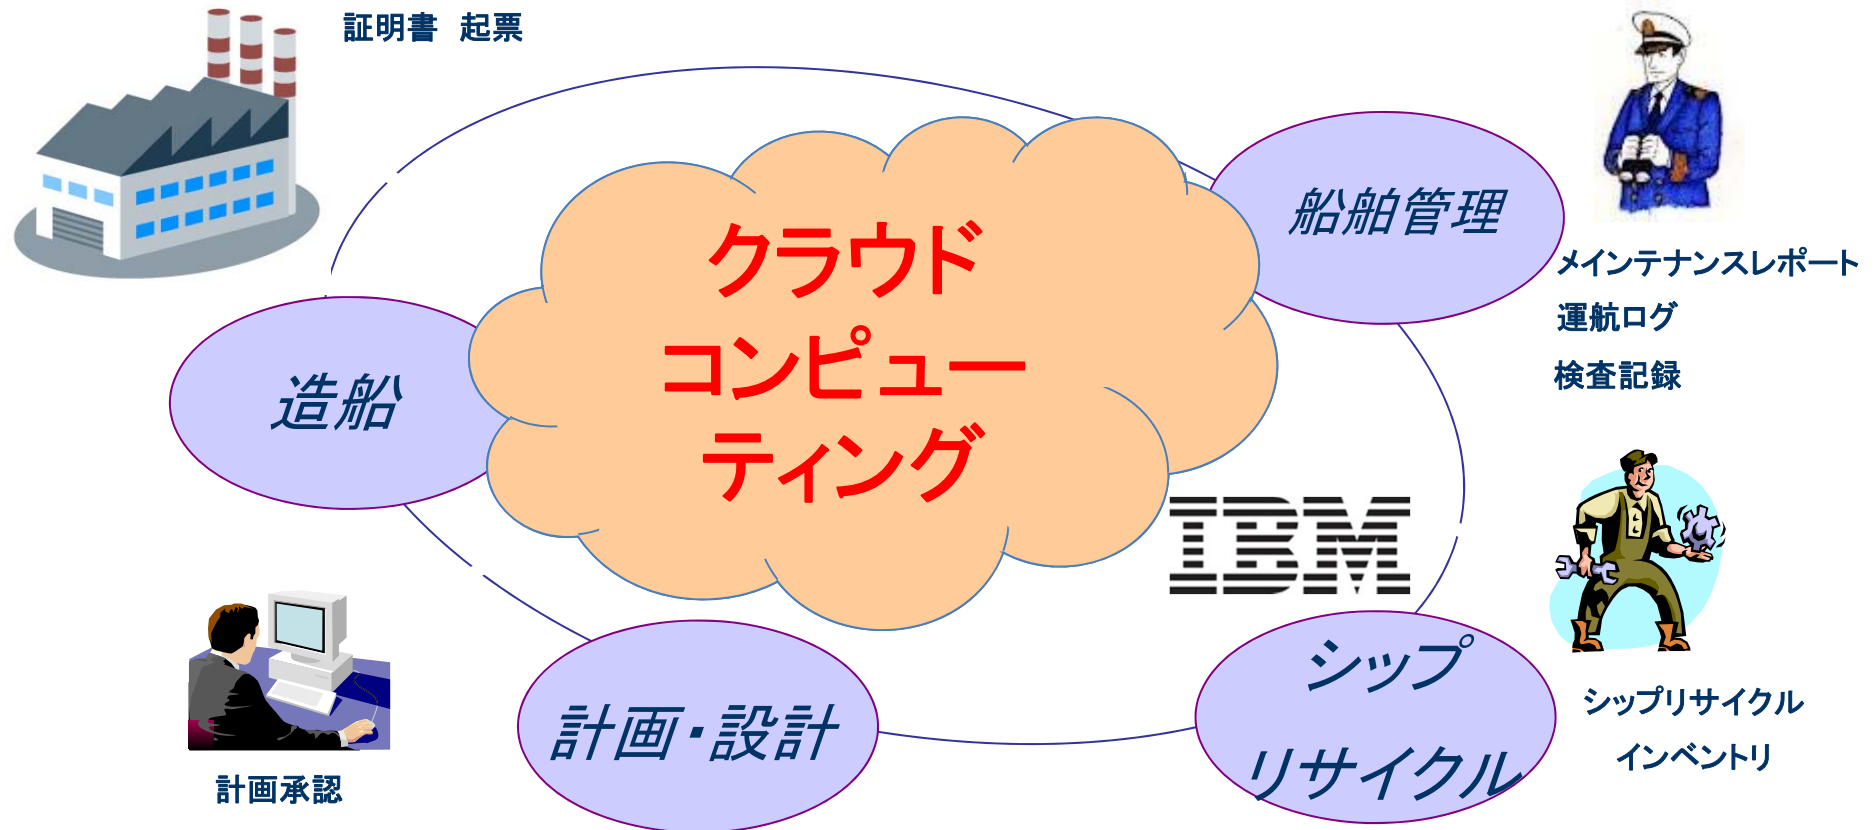 証明書　起票
船舶管理
クラウド
コンピュー
ティング
メインテナンスレポート
運航ログ
検査記録
造船
IBM
シップ
リサイクル
計画・設計
シップリサイクル
インベントリ
計画承認